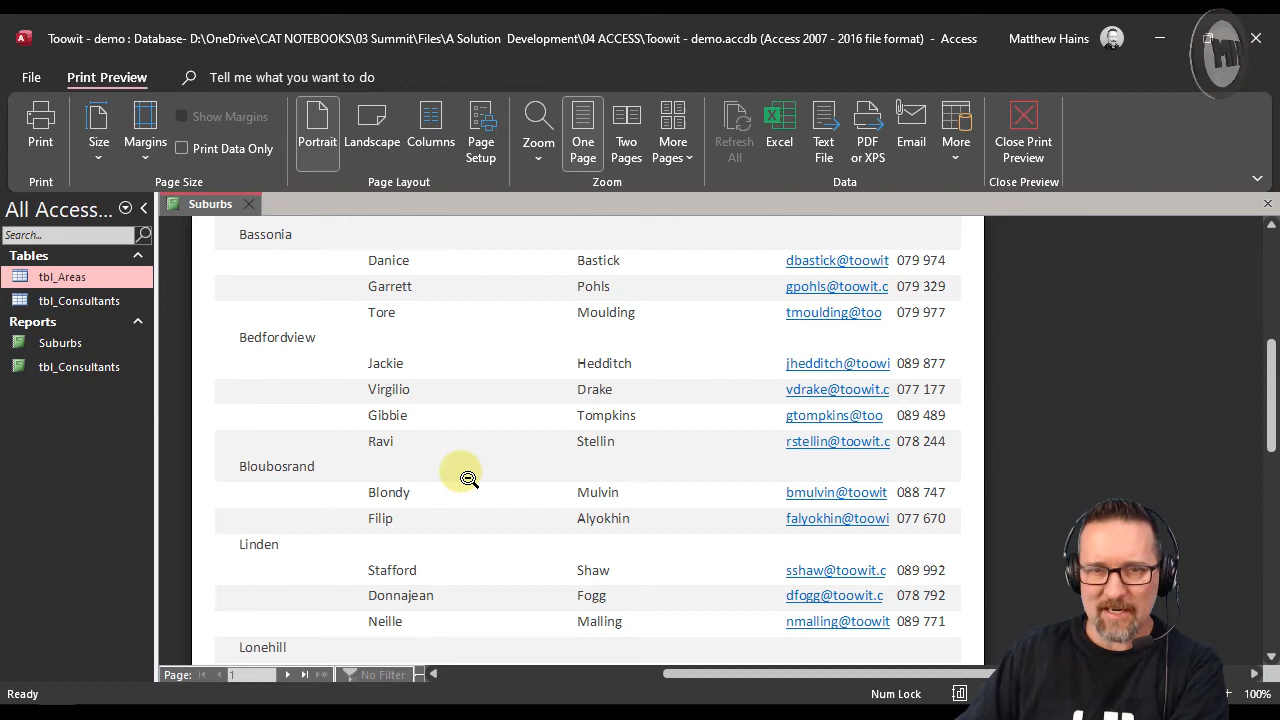 Toowit - demo : Database- D:\OneDrive\CAT NOTEBOOKS\03 Summit\Files\A Solution Development\04 ACCESS\Toowit - demo.accdb (Access 2007 - 2016 file format) - Access
Matthew Hains
File Print Preview Tell me what you want to do
Print Size Margins Show Margins Print Data Only Portrait Landscape Columns Page Setup Zoom One Page Two Pages More Pages Refresh All Excel Text File PDF or XPS Email More Close Print Preview
Print Page Size Page Layout Zoom Data Close Preview
All Access...
Search...
Tables
tbl_Areas
tbl_Consultants
Reports
Suburbs
tbl_Consultants
Suburbs
Bassonia
Danice Bastick dbastick@toowit 079 974
Garrett Pohls gpohls@toowit.c 079 329
Tore Moulding tmoulding@too 079 977
Bedfordview
Jackie Hedditch jhedditch@toowi 089 877
Virgilio Drake vdrake@toowit.c 077 177
Gibbie Tompkins gtompkins@too 089 489
Ravi Stellin rstellin@toowit.c 078 244
Bloubosrand
Blondy Mulvin bmulvin@toowit 088 747
Filip Alyokhin falyokhin@toowi 077 670
Linden
Stafford Shaw sshaw@toowit.c 089 992
Donnajean Fogg dfogg@toowit.c 078 792
Neille Malling nmalling@toowit 089 771
Lonehill
Page: 1 No Filter
Ready Num Lock 100%